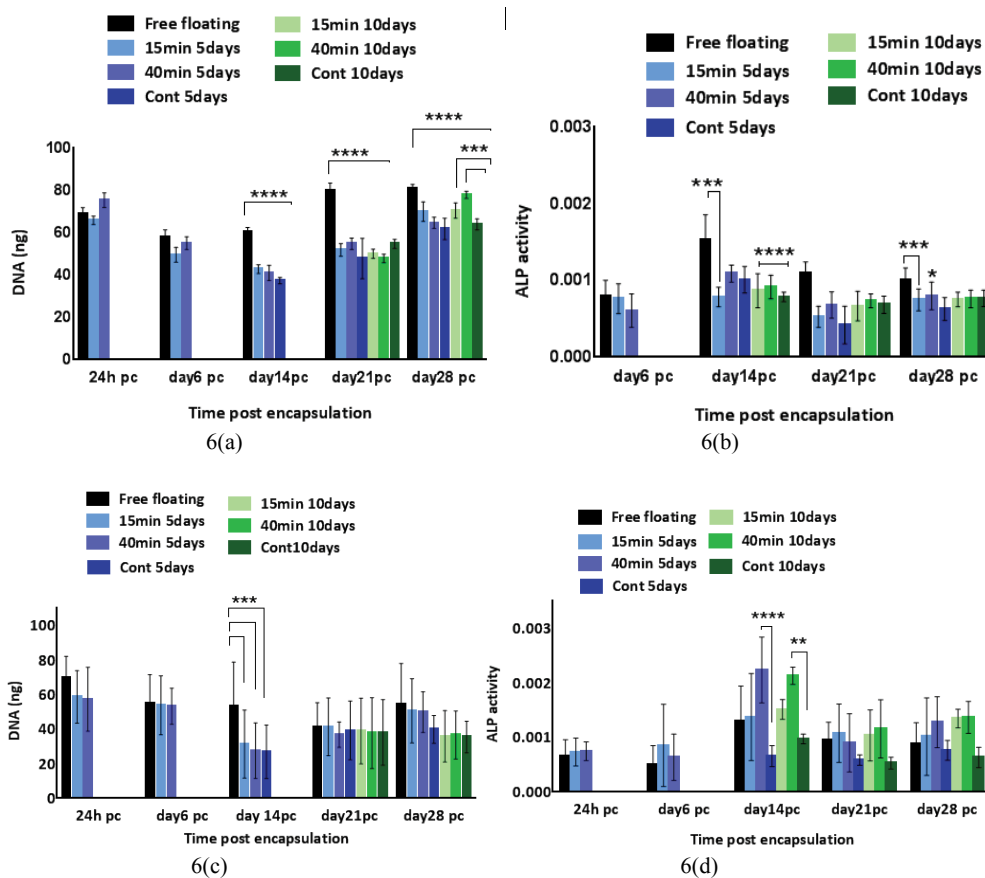 Free floating
15min 5days
40min 5days
Cont 5days
15min 10days
40min 10days
Cont 10days
****
***
****
****
100
80
60
40
20
0
DNA (ng)
24h pc
day6 pc
day14 pc
day21pc
day28 pc
Time post encapsulation
6(a)
Free floating
15min 5days
40min 5days
Cont 5days
15min 10days
40min 10days
Cont 10days
0.003
0.002
0.001
0.000
ALP activity
***
****
***
*
day6 pc
day14pc
day21pc
day28 pc
Time post encapsulation
6(b)
Free floating
15min 5days
40min 5days
Cont 5days
15min 10days
40min 10days
Cont10days
***
100
80
60
40
20
0
DNA (ng)
24h pc
day6 pc
day 14pc
day21pc
day28 pc
Time post encapsulation
6(c)
Free floating
15min 5days
40min 5days
Cont 5days
15min 10days
40min 10days
Cont 10days
0.003
0.002
0.001
0.000
ALP activity
****
**
24h pc
day6 pc
day14pc
day21pc
day28 pc
Time post encapsulation
6(d)